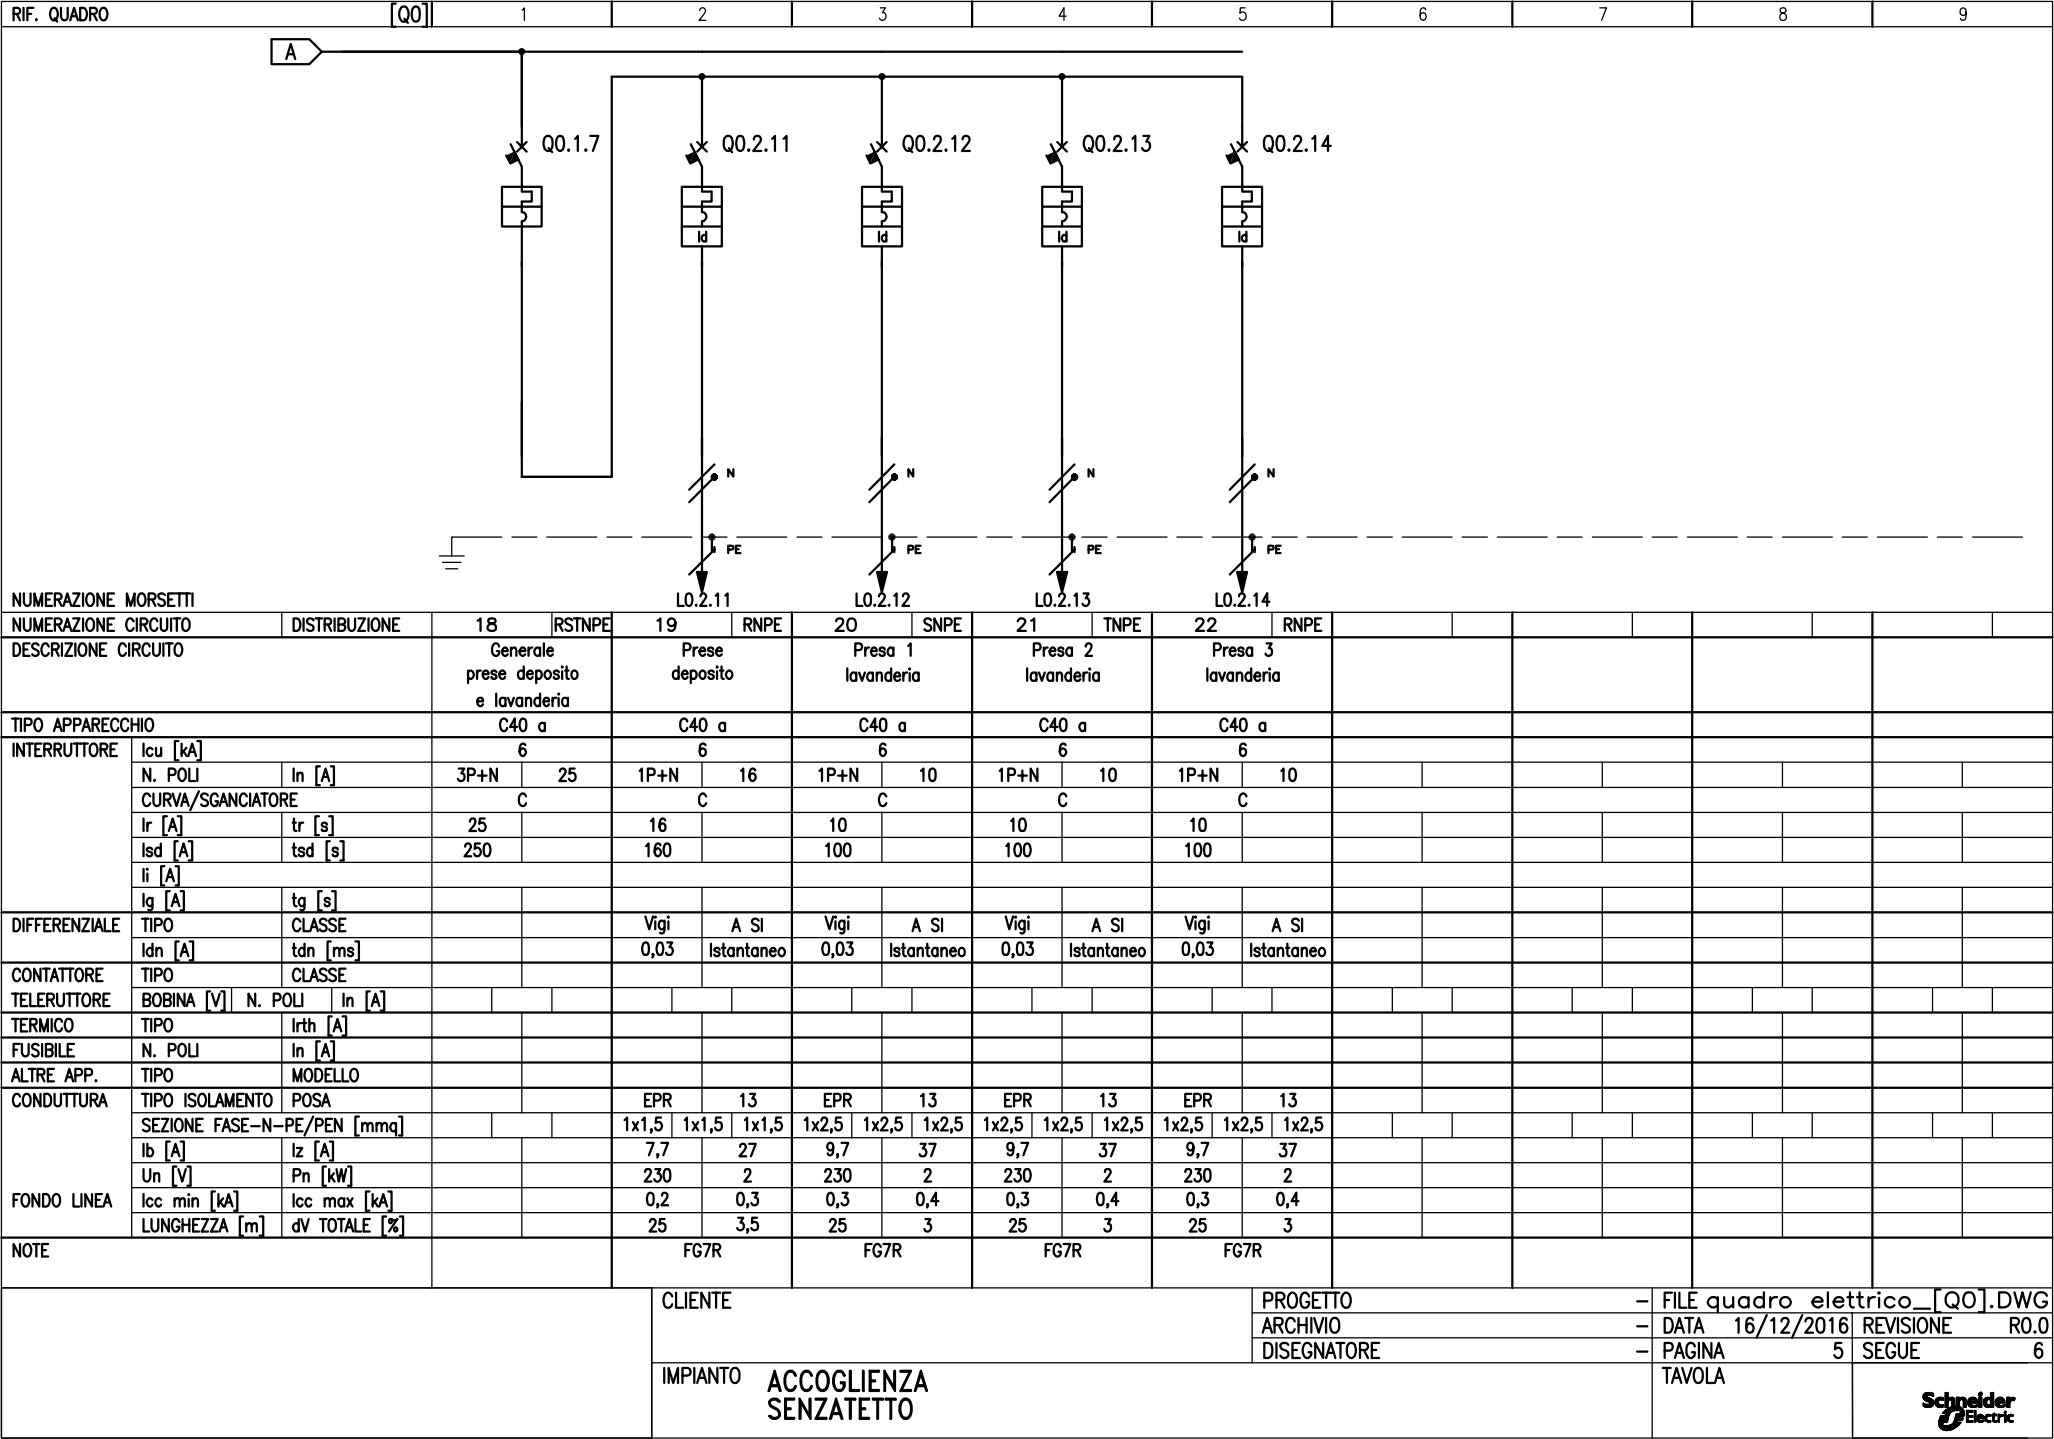 RIF. QUADRO [Q0] 1 2 3 4 5 6 7 8 9
A
Q0.1.7 Q0.2.11 Q0.2.12 Q0.2.13 Q0.2.14
Id Id Id Id
N N N N
PE PE PE PE
NUMERAZIONE MORSETTI L0.2.11 L0.2.12 L0.2.13 L0.2.14
NUMERAZIONE CIRCUITO DISTRIBUZIONE 18 RSTNPE 19 RNPE 20 SNPE 21 TNPE 22 RNPE
DESCRIZIONE CIRCUITO Generale Prese Presa 1 Presa 2 Presa 3
prese deposito deposito lavanderia lavanderia lavanderia
e lavanderia
TIPO APPARECCHIO C40 a C40 a C40 a C40 a C40 a
INTERRUTTORE Icu [kA] 6 6 6 6 6
N. POLI In [A] 3P+N 25 1P+N 16 1P+N 10 1P+N 10 1P+N 10
CURVA/SGANCIATORE C C C C C
Ir [A] tr [s] 25 16 10 10 10
Isd [A] tsd [s] 250 160 100 100 100
Ii [A]
Ig [A] tg [s]
DIFFERENZIALE TIPO CLASSE Vigi A SI Vigi A SI Vigi A SI Vigi A SI
Idn [A] tdn [ms] 0,03 Istantaneo 0,03 Istantaneo 0,03 Istantaneo 0,03 Istantaneo
CONTATTORE TIPO CLASSE
TELERUTTORE BOBINA [V] N. POLI In [A]
TERMICO TIPO Irth [A]
FUSIBILE N. POLI In [A]
ALTRE APP. TIPO MODELLO
CONDUTTURA TIPO ISOLAMENTO POSA EPR 13 EPR 13 EPR 13 EPR 13
SEZIONE FASE-N-PE/PEN [mmq] 1x1,5 1x1,5 1x1,5 1x2,5 1x2,5 1x2,5 1x2,5 1x2,5 1x2,5 1x2,5 1x2,5 1x2,5
Ib [A] Iz [A] 7,7 27 9,7 37 9,7 37 9,7 37
Un [V] Pn [kW] 230 2 230 2 230 2 230 2
FONDO LINEA Icc min [kA] Icc max [kA] 0,2 0,3 0,3 0,4 0,3 0,4 0,3 0,4
LUNGHEZZA [m] dV TOTALE [%] 25 3,5 25 3 25 3 25 3
NOTE FG7R FG7R FG7R FG7R
CLIENTE PROGETTO - FILE quadro elettrico_[Q0].DWG
ARCHIVIO - DATA 16/12/2016 REVISIONE R0.0
DISEGNATORE - PAGINA 5 SEGUE 6
IMPIANTO ACCOGLIENZA TAVOLA
SENZATETTO
Schneider
Electric